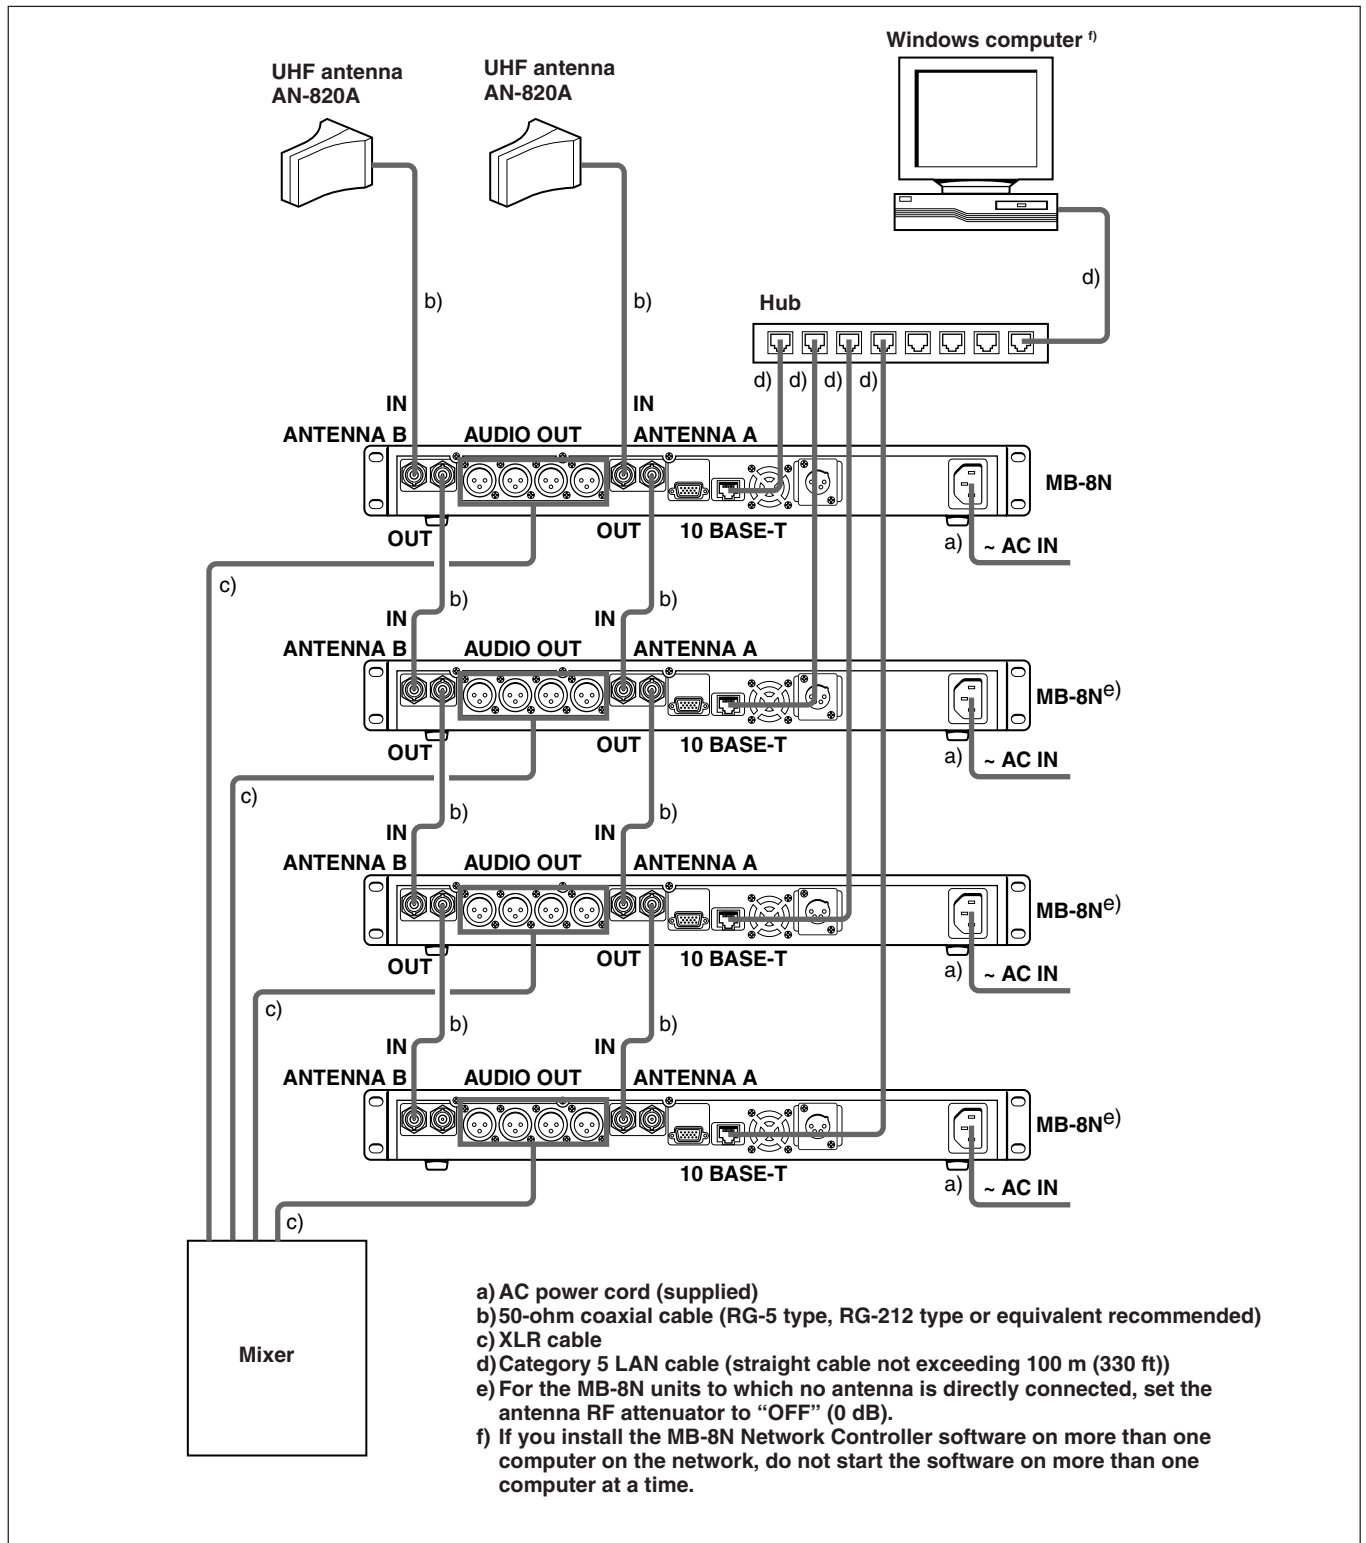 Windows computer f)
UHF antenna
AN-820A
UHF antenna
AN-820A
d)
b)
b)
Hub
d) d) d) d)
IN
IN
ANTENNA B AUDIO OUT ANTENNA A
MB-8N
OUT
OUT 10 BASE-T
a) ~ AC IN
c)
b)
b)
IN
IN
ANTENNA B AUDIO OUT ANTENNA A
MB-8Ne)
OUT
OUT 10 BASE-T
a) ~ AC IN
c)
b)
b)
IN
IN
ANTENNA B AUDIO OUT ANTENNA A
MB-8Ne)
OUT
OUT 10 BASE-T
a) ~ AC IN
c)
b)
b)
IN
IN
ANTENNA B AUDIO OUT ANTENNA A
MB-8Ne)
10 BASE-T
a) ~ AC IN
c)
Mixer
a) AC power cord (supplied)
b) 50-ohm coaxial cable (RG-5 type, RG-212 type or equivalent recommended)
c) XLR cable
d) Category 5 LAN cable (straight cable not exceeding 100 m (330 ft))
e) For the MB-8N units to which no antenna is directly connected, set the
antenna RF attenuator to “OFF” (0 dB).
f) If you install the MB-8N Network Controller software on more than one
computer on the network, do not start the software on more than one
computer at a time.